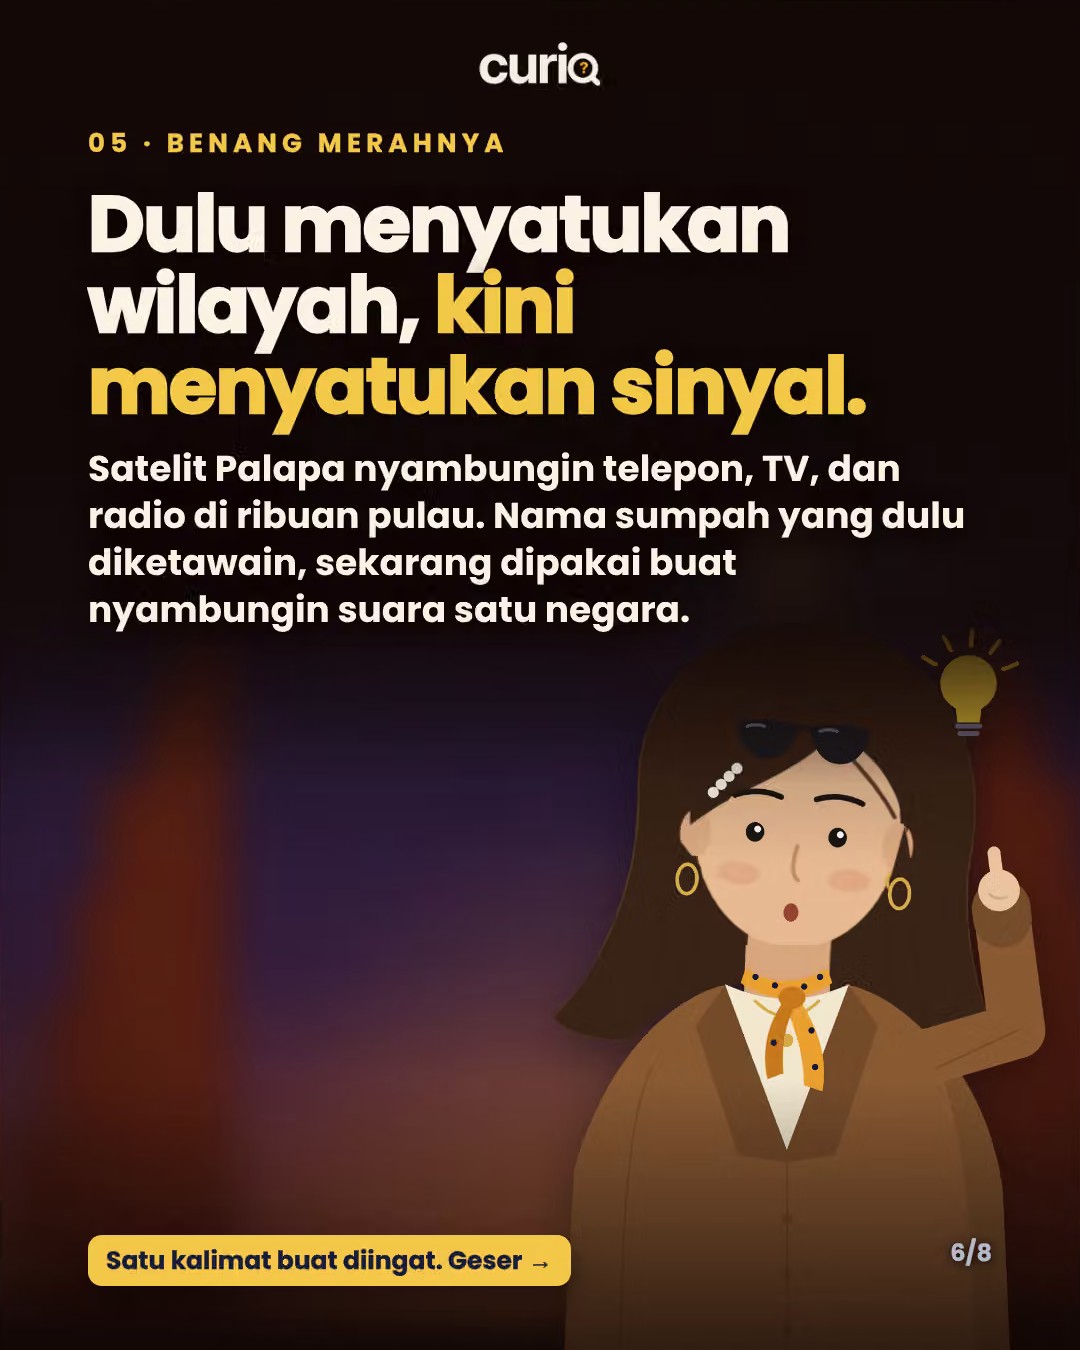 curiQ
05 · BENANG MERAHNYA
Dulu menyatukan
wilayah, kini
menyatukan sinyal.
Satelit Palapa nyambungin telepon, TV, dan
radio di ribuan pulau. Nama sumpah yang dulu
diketawain, sekarang dipakai buat
nyambungin suara satu negara.
Satu kalimat buat diingat. Geser →
6/8